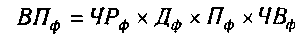 ВПф = ЧРф × Дф × Пф × ЧВф